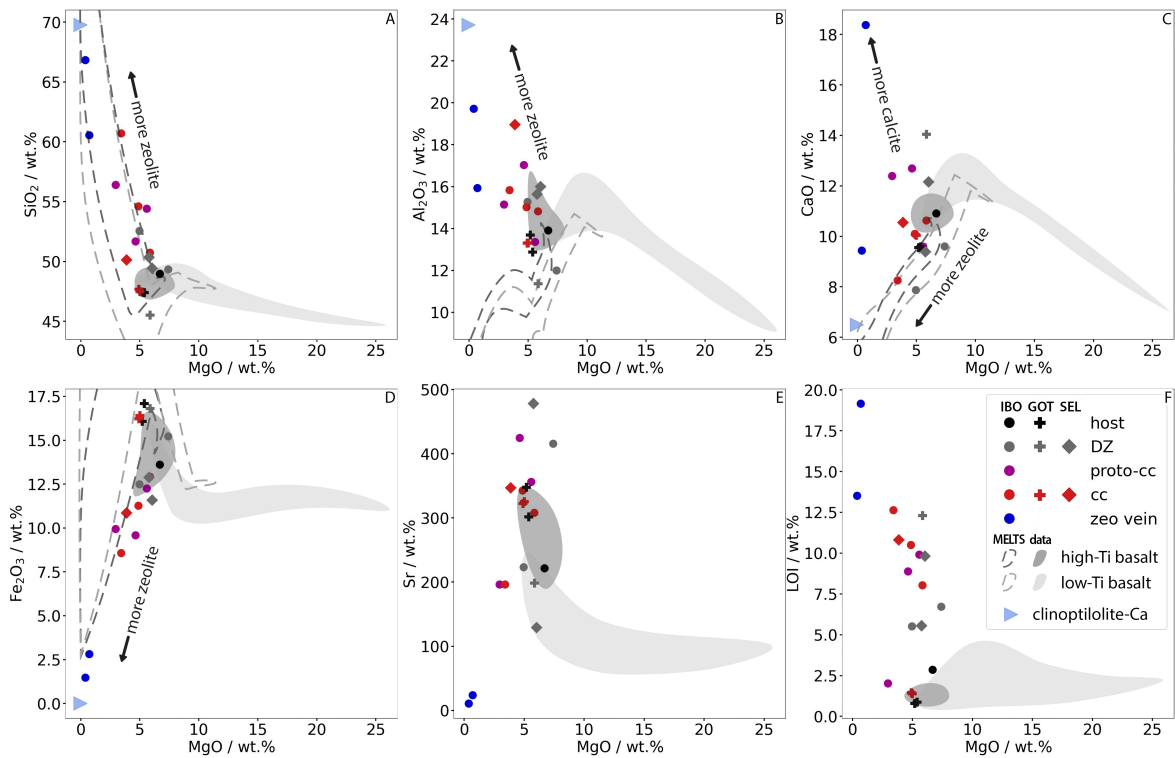 A
70
65
60
55
50
45
SiO₂ / wt.%
more zeolite
0 5 10 15 20 25
MgO / wt.%
B
24
22
20
18
16
14
12
10
Al₂O₃ / wt.%
more zeolite
0 5 10 15 20 25
MgO / wt.%
C
18
16
14
12
10
8
6
CaO / wt.%
more calcite
more zeolite
0 5 10 15 20 25
MgO / wt.%
D
17.5
15.0
12.5
10.0
7.5
5.0
2.5
0.0
Fe₂O₃ / wt.%
more zeolite
0 5 10 15 20 25
MgO / wt.%
E
500
400
300
200
100
0
Sr / wt.%
0 5 10 15 20 25
MgO / wt.%
F
20.0
17.5
15.0
12.5
10.0
7.5
5.0
2.5
0.0
LOI / wt.%
IBO GOT SEL
host
DZ
proto-cc
cc
zeo vein
MELTS data
high-Ti basalt
low-Ti basalt
clinoptilolite-Ca
0 5 10 15 20 25
MgO / wt.%